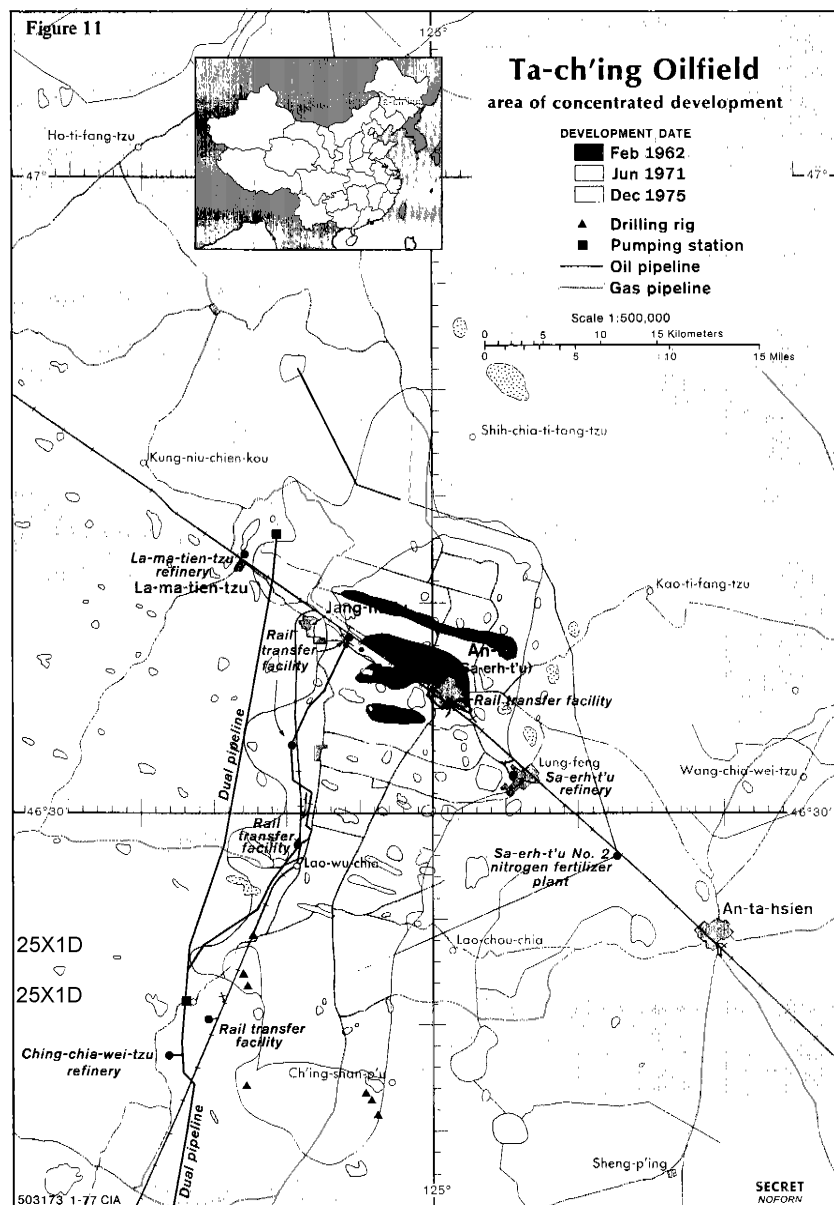 Figure 11
125°
Ta-ch'ing Oilfield
area of concentrated development
DEVELOPMENT DATE
Feb 1962
Jun 1971
Dec 1975
Drilling rig
Pumping station
Oil pipeline
Gas pipeline
Scale 1:500,000
0 5 10 15 Kilometers
0 5 10 15 Miles
Ho-ti-fang-tzu
47°
47°
Shih-chia-ti-fang-tzu
Kung-niu-chien-kou
La-ma-tien-tzu
refinery
La-ma-tien-tzu
Kao-ti-fang-tzu
Rail
transfer
facility
An-
Sa-erh-t'u)
Rail transfer facility
Dual pipeline
Lung-feng
Sa-erh-t'u
refinery
Wang-chia-wei-tzu
46°30'
46°30'
Rail
transfer
facility
Lao-wu-chia
Sa-erh-t'u No. 2
nitrogen fertilizer
plant
An-ta-hsien
Lao-chou-chia
25X1D
25X1D
Rail transfer
facility
Ching-chia-wei-tzu
refinery
Ch'ing-shan-p'u
Dual pipeline
Sheng-p'ing
503173 1-77 CIA
125°
SECRET
NOFORN